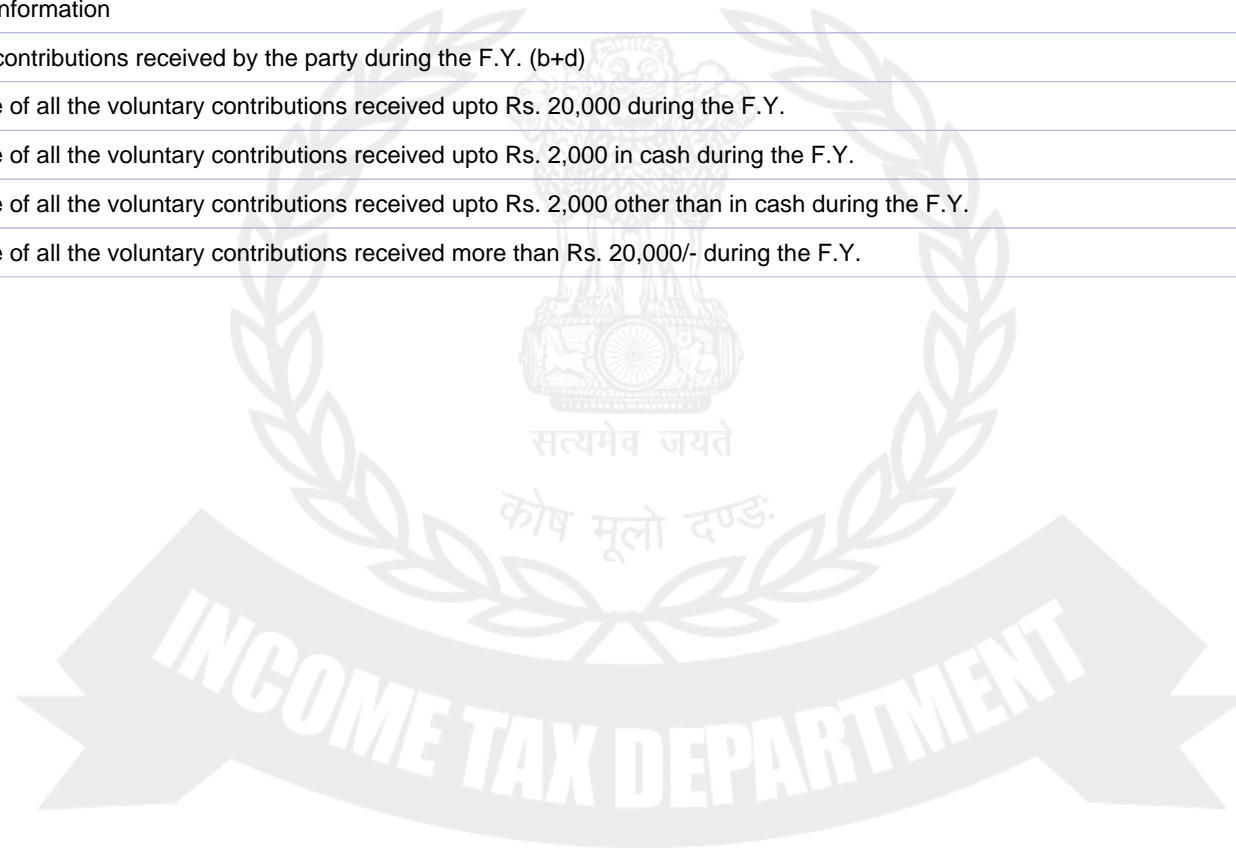 nformation
contributions received by the party during the F.Y. (b+d)
e of all the voluntary contributions received upto Rs. 20,000 during the F.Y.
e of all the voluntary contributions received upto Rs. 2,000 in cash during the F.Y.
e of all the voluntary contributions received upto Rs. 2,000 other than in cash during the F.Y.
e of all the voluntary contributions received more than Rs. 20,000/- during the F.Y.
सत्यमेव जयते
कोष मूलो दण्डः
INCOME TAX DEPARTMENT